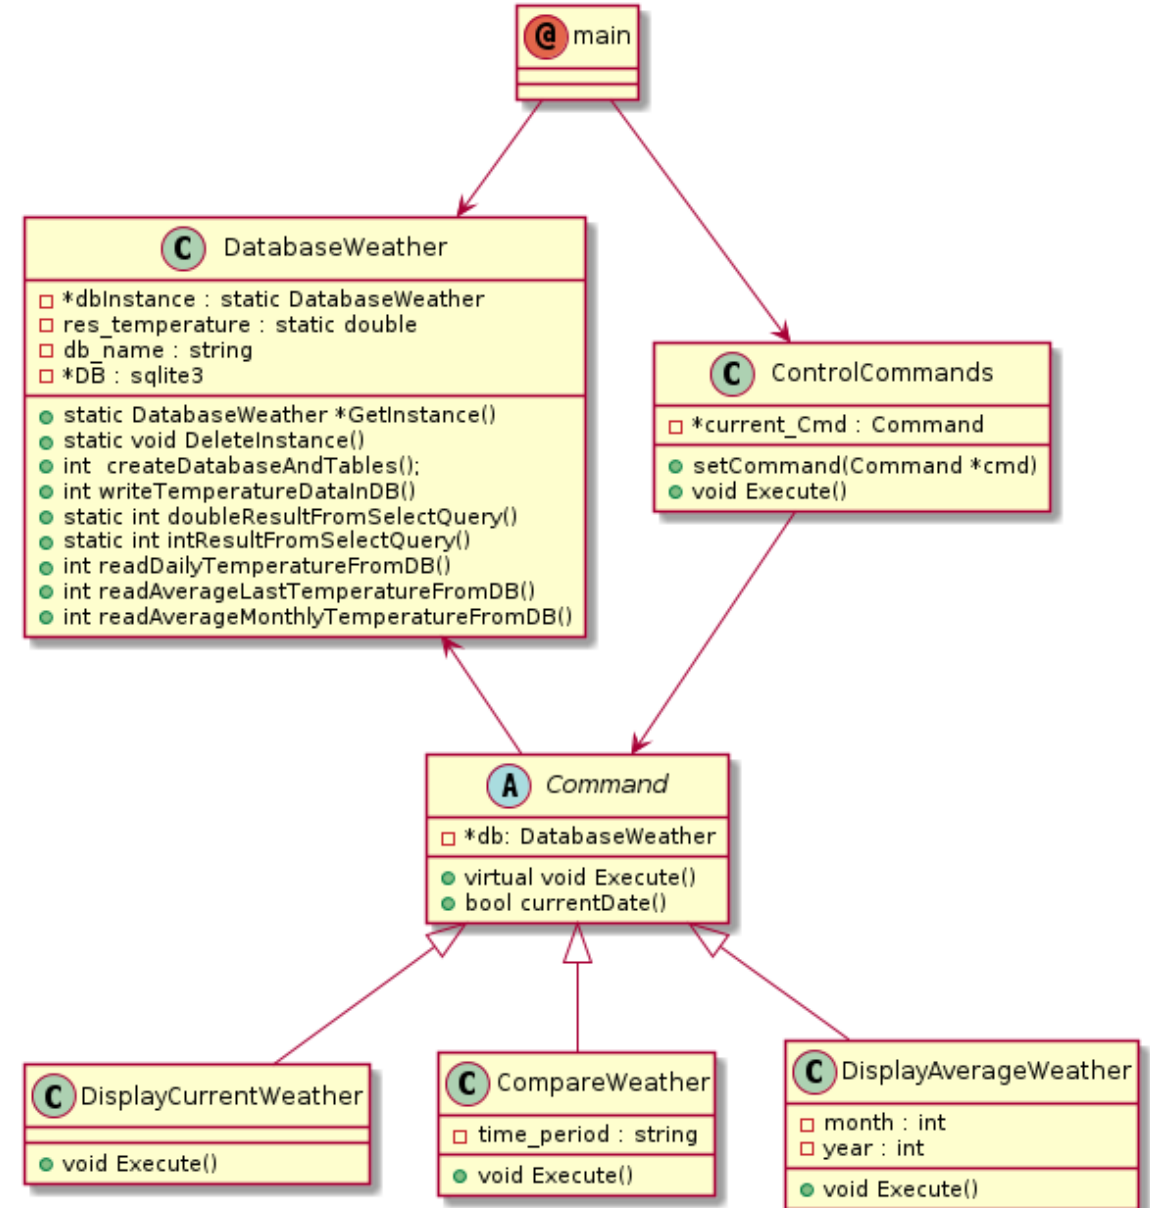 @ main
C DatabaseWeather
*dbInstance : static DatabaseWeather
res_temperature : static double
db_name : string
*DB : sqlite3
static DatabaseWeather *GetInstance()
static void DeleteInstance()
int  createDatabaseAndTables();
int writeTemperatureDataInDB()
static int doubleResultFromSelectQuery()
static int intResultFromSelectQuery()
int readDailyTemperatureFromDB()
int readAverageLastTemperatureFromDB()
int readAverageMonthlyTemperatureFromDB()
C ControlCommands
*current_Cmd : Command
setCommand(Command *cmd)
void Execute()
A Command
*db: DatabaseWeather
virtual void Execute()
bool currentDate()
C DisplayCurrentWeather
void Execute()
C CompareWeather
time_period : string
void Execute()
C DisplayAverageWeather
month : int
year : int
void Execute()